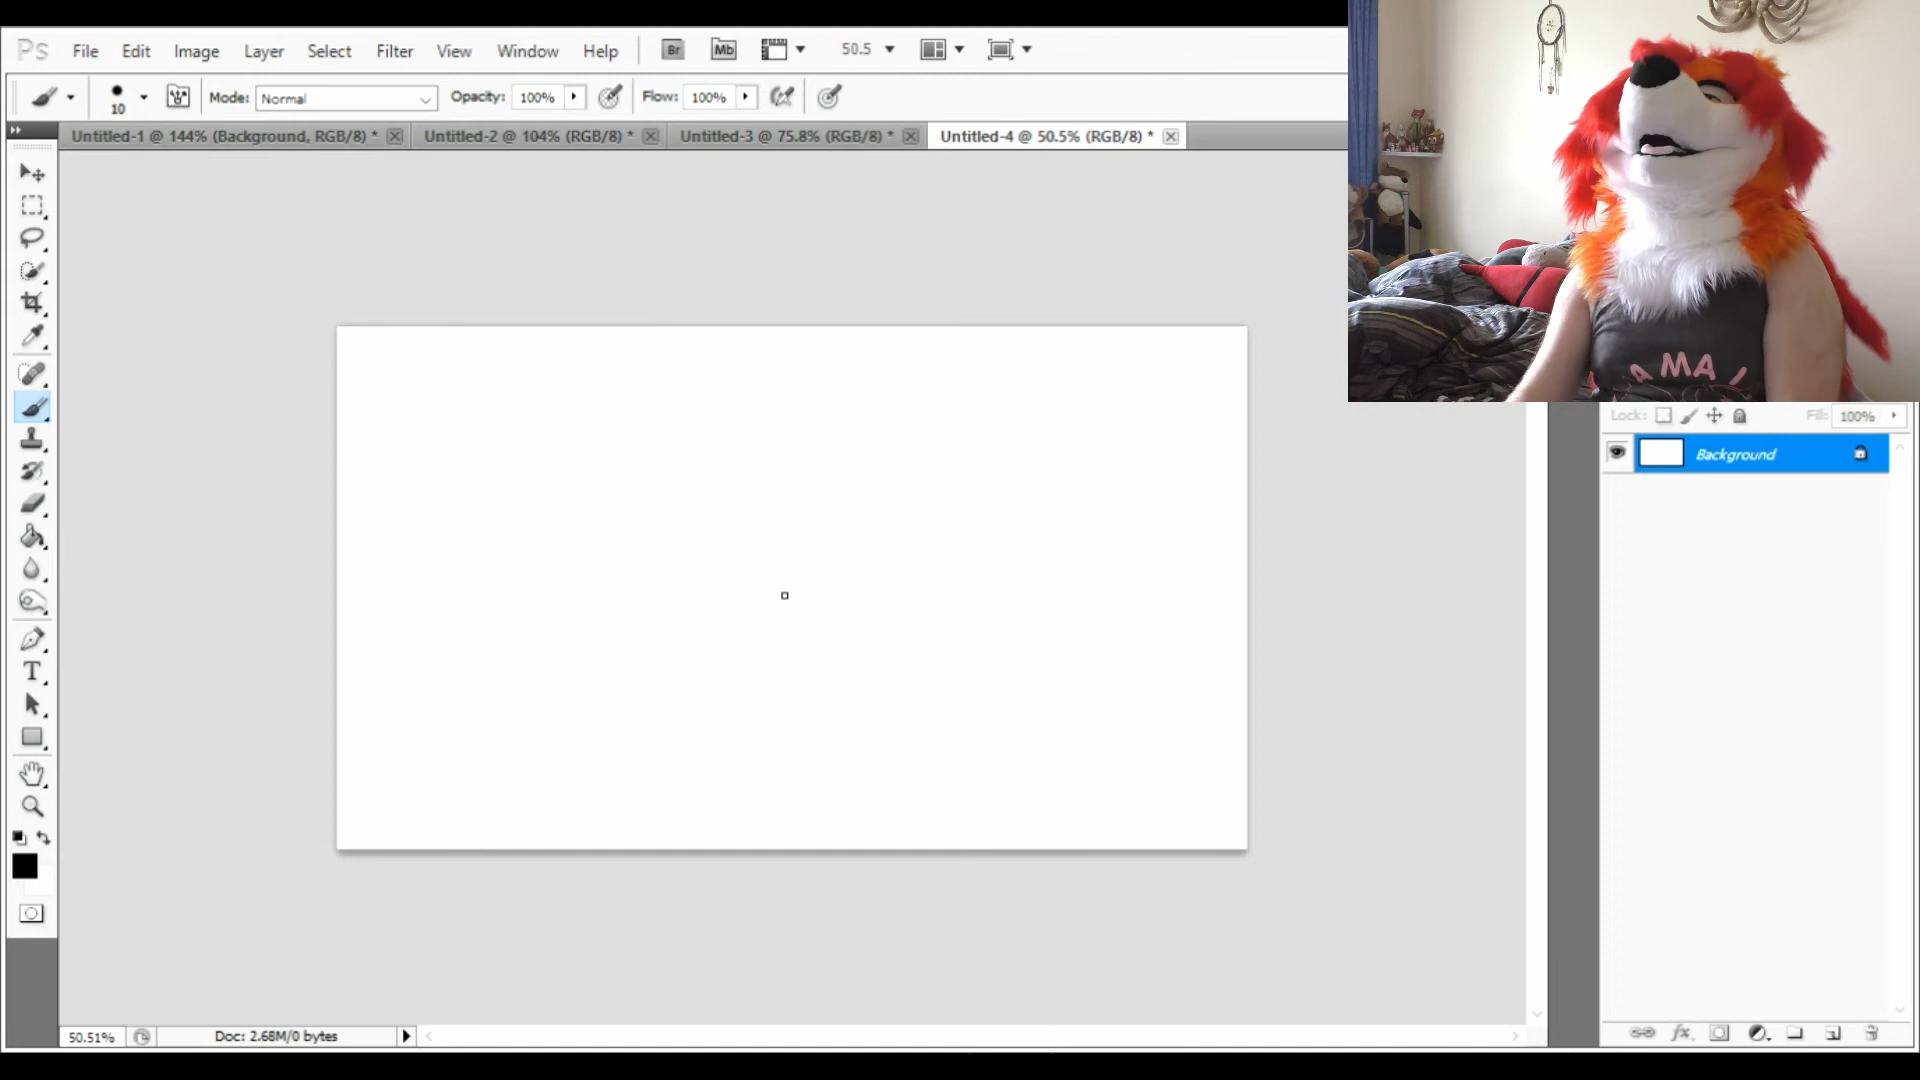 Ps File Edit Image Layer Select Filter View Window Help Br Mb 50.5
10 Mode: Normal Opacity: 100% Flow: 100%
Untitled-1 @ 144% (Background, RGB/8) * Untitled-2 @ 104% (RGB/8) * Untitled-3 @ 75.8% (RGB/8) * Untitled-4 @ 50.5% (RGB/8) *
AMA
Lock: Fill: 100%
Background
T
50.51% Doc: 2.68M/0 bytes
fx